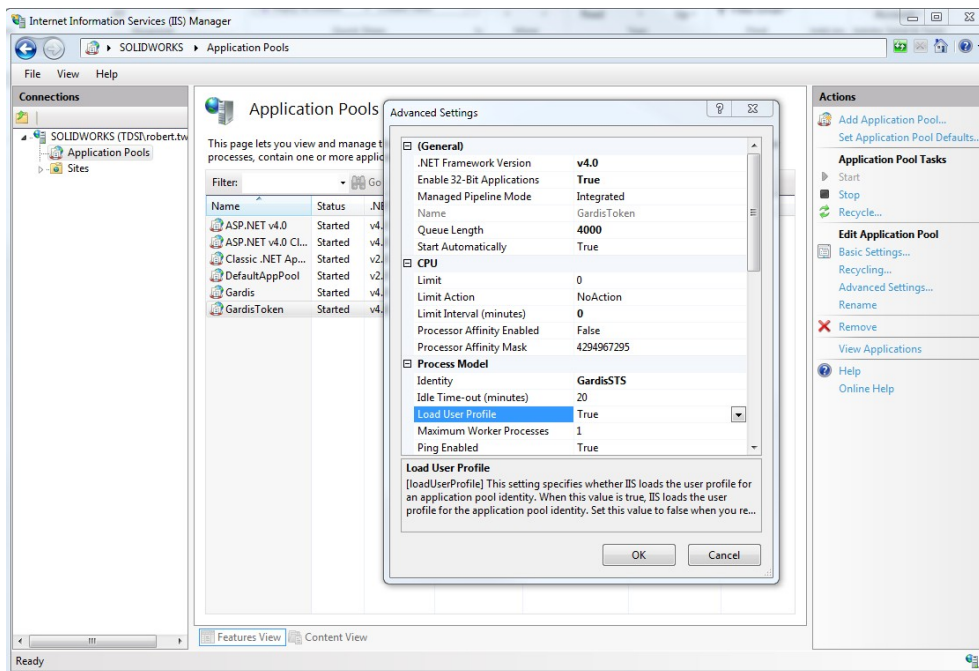 Internet Information Services (IIS) Manager
SOLIDWORKS Application Pools
File View Help
Connections
SOLIDWORKS (TDSI\robert.tw
Application Pools
Sites
Application Pools
This page lets you view and manage t
processes, contain one or more applic
Filter: Go
Name Status .NE
ASP.NET v4.0 Started v4.
ASP.NET v4.0 Cl... Started v4.
Classic .NET Ap... Started v2.
DefaultAppPool Started v2.
Gardis Started v4.
GardisToken Started v4.
Features View Content View
Ready
Advanced Settings
(General)
.NET Framework Version v4.0
Enable 32-Bit Applications True
Managed Pipeline Mode Integrated
Name GardisToken
Queue Length 4000
Start Automatically True
CPU
Limit 0
Limit Action NoAction
Limit Interval (minutes) 0
Processor Affinity Enabled False
Processor Affinity Mask 4294967295
Process Model
Identity GardisSTS
Idle Time-out (minutes) 20
Load User Profile True
Maximum Worker Processes 1
Ping Enabled True
Load User Profile
[loadUserProfile] This setting specifies whether IIS loads the user profile for
an application pool identity. When this value is true, IIS loads the user
profile for the application pool identity. Set this value to false when you re...
OK Cancel
Actions
Add Application Pool...
Set Application Pool Defaults...
Application Pool Tasks
Start
Stop
Recycle...
Edit Application Pool
Basic Settings...
Recycling...
Advanced Settings...
Rename
Remove
View Applications
Help
Online Help